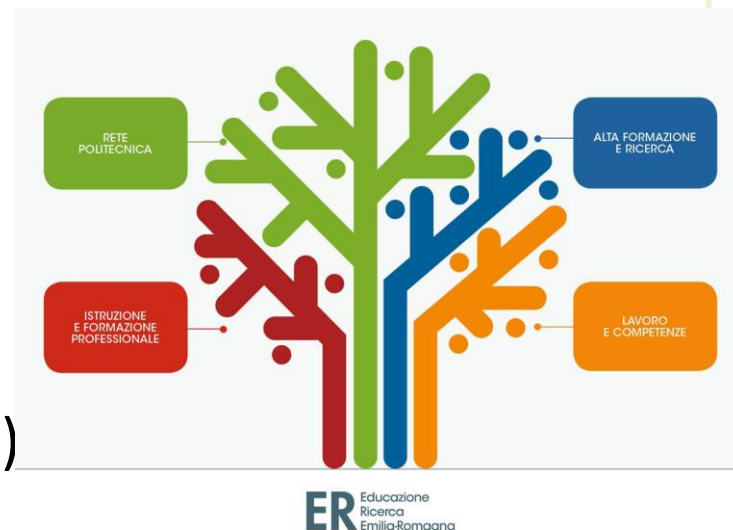 RETE
POLITECNICA
ALTA FORMAZIONE
E RICERCA
ISTRUZIONE
E FORMAZIONE
PROFESSIONALE
LAVORO
E COMPETENZE
)
ER Educazione
Ricerca
Emilia-Romagna